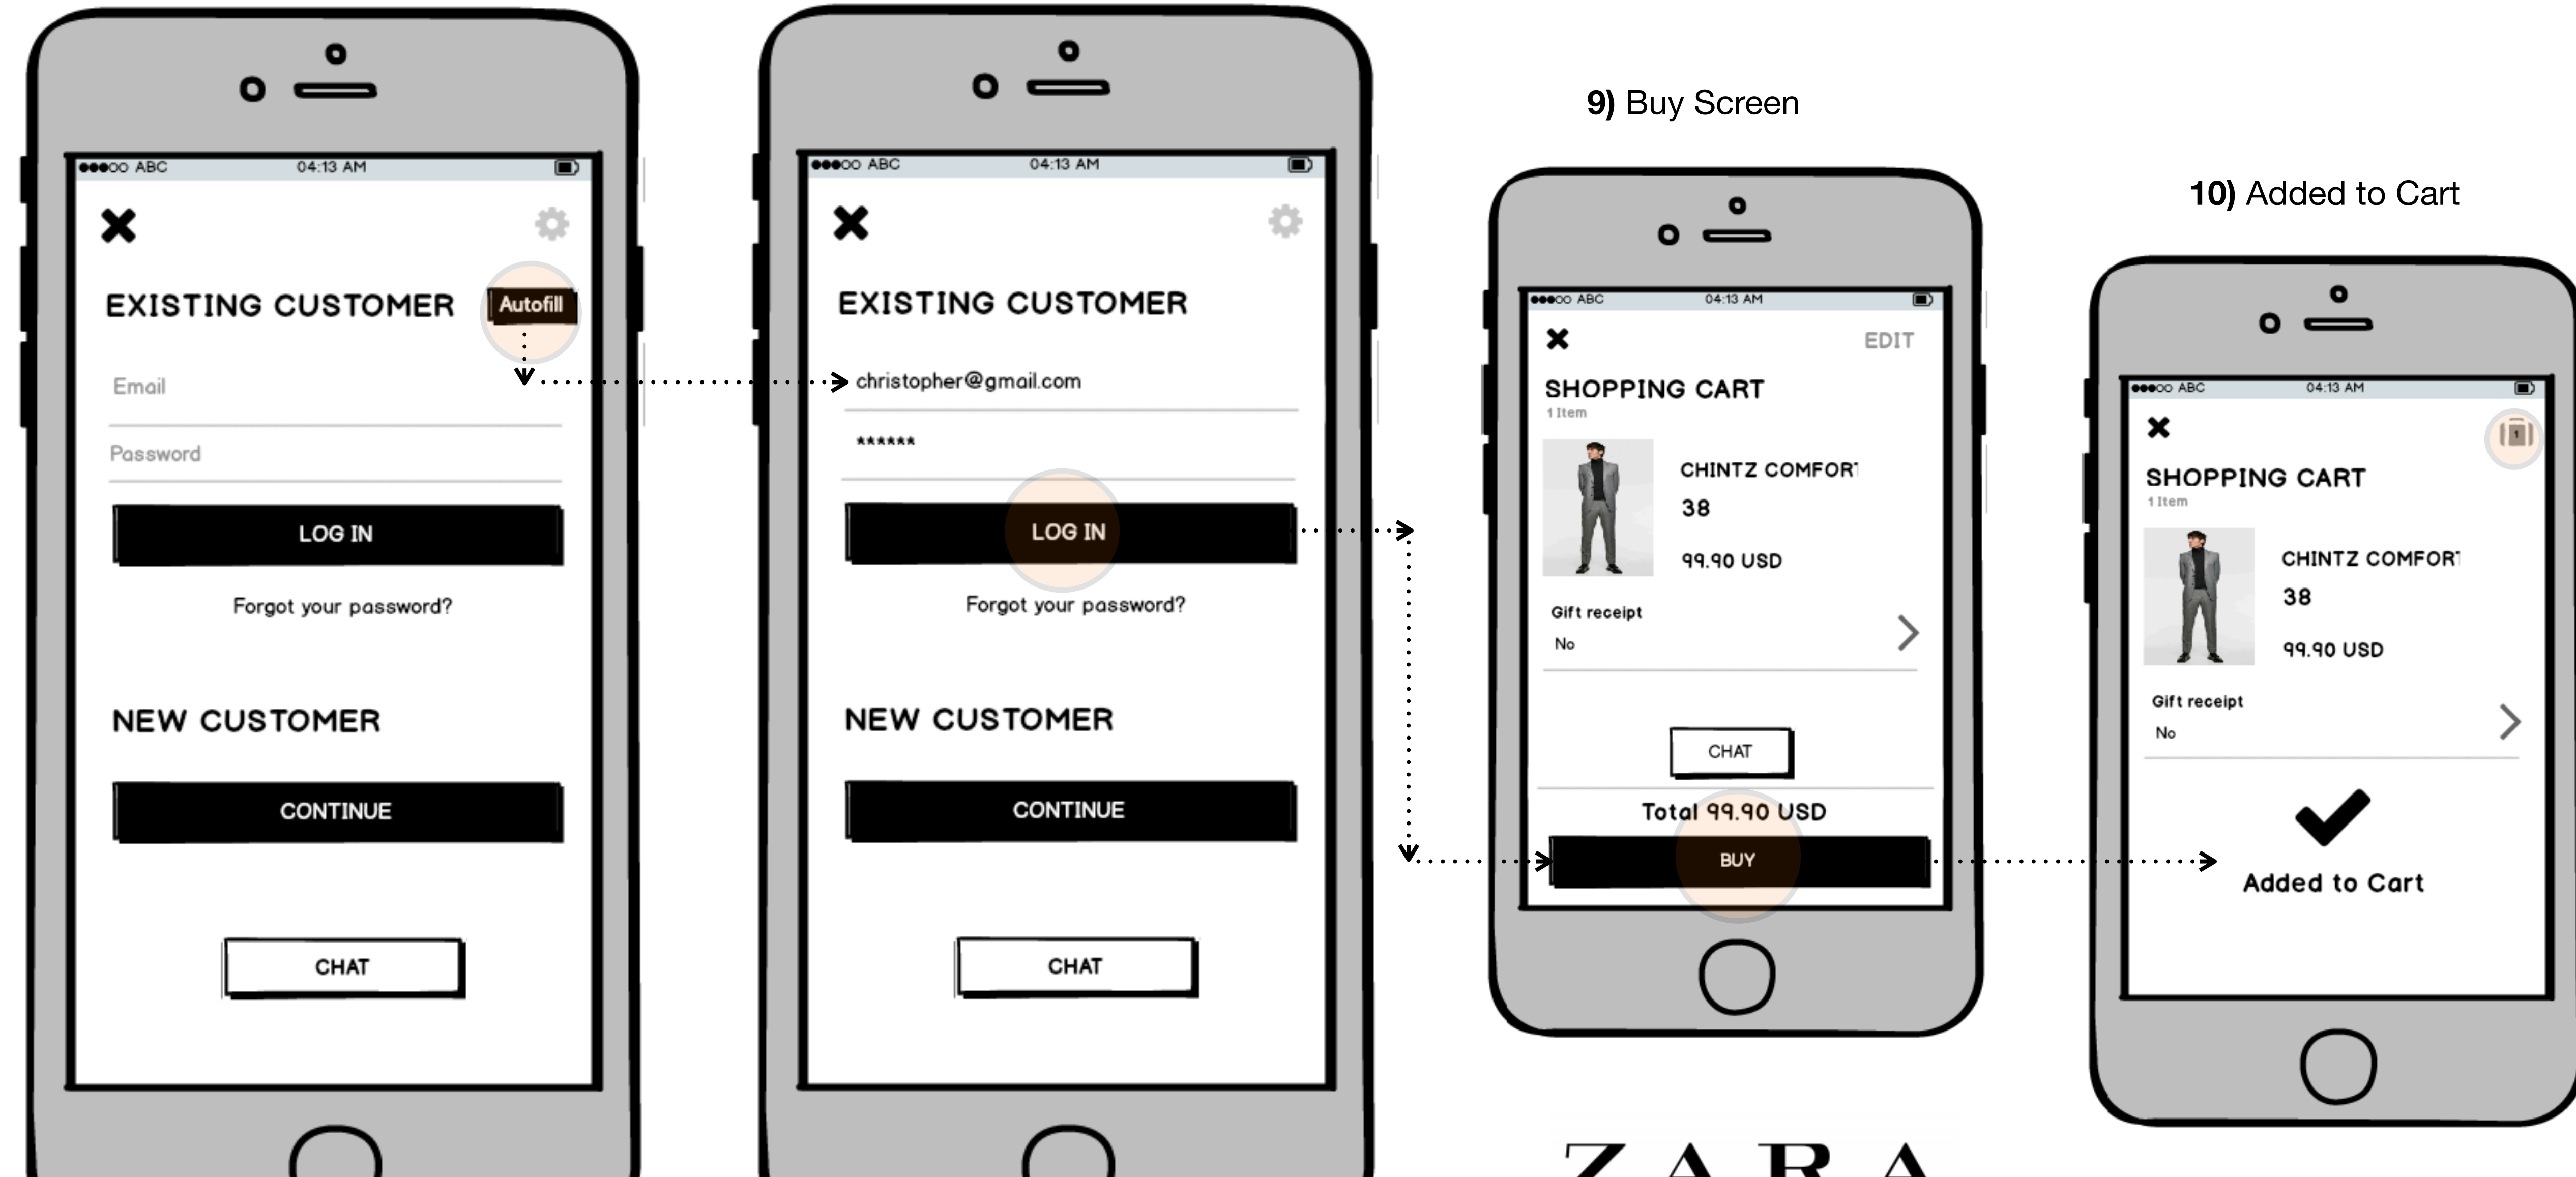 ABC 04:13 AM
EXISTING CUSTOMER Autofill
Email
Password
LOG IN
Forgot your password?
NEW CUSTOMER
CONTINUE
CHAT
ABC 04:13 AM
EXISTING CUSTOMER
christopher@gmail.com
******
LOG IN
Forgot your password?
NEW CUSTOMER
CONTINUE
CHAT
9) Buy Screen
ABC 04:13 AM
EDIT
SHOPPING CART
1 Item
CHINTZ COMFORT
38
99.90 USD
Gift receipt
No
CHAT
Total 99.90 USD
BUY
ZARA
10) Added to Cart
ABC 04:13 AM
1
SHOPPING CART
1 Item
CHINTZ COMFORT
38
99.90 USD
Gift receipt
No
Added to Cart